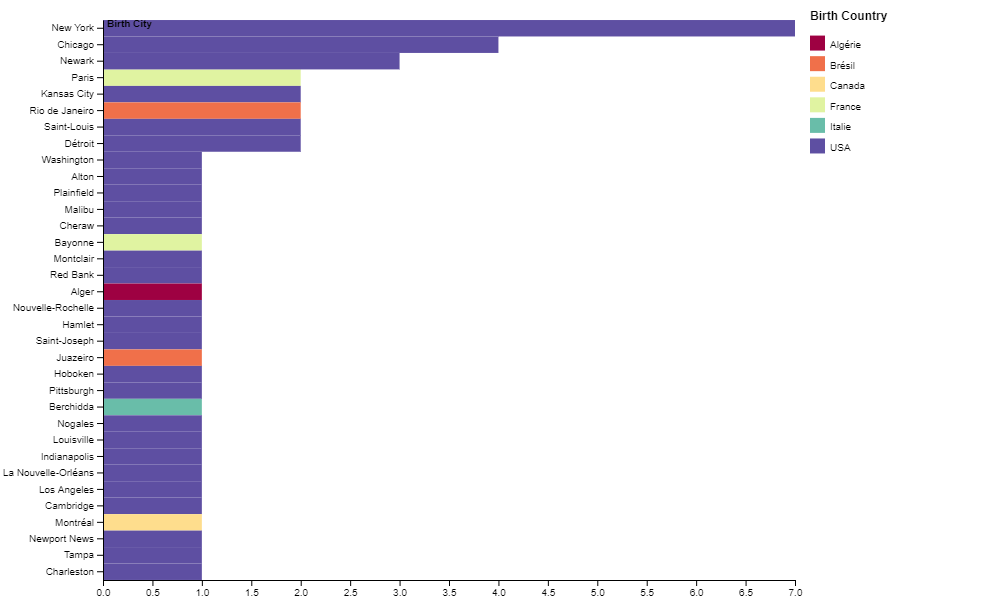 Birth City
New York
Chicago
Newark
Paris
Kansas City
Rio de Janeiro
Saint-Louis
Détroit
Washington
Alton
Plainfield
Malibu
Cheraw
Bayonne
Montclair
Red Bank
Alger
Nouvelle-Rochelle
Hamlet
Saint-Joseph
Juazeiro
Hoboken
Pittsburgh
Berchidda
Nogales
Louisville
Indianapolis
La Nouvelle-Orléans
Los Angeles
Cambridge
Montréal
Newport News
Tampa
Charleston
0.0 0.5 1.0 1.5 2.0 2.5 3.0 3.5 4.0 4.5 5.0 5.5 6.0 6.5 7.0
Birth Country
Algérie
Brésil
Canada
France
Italie
USA